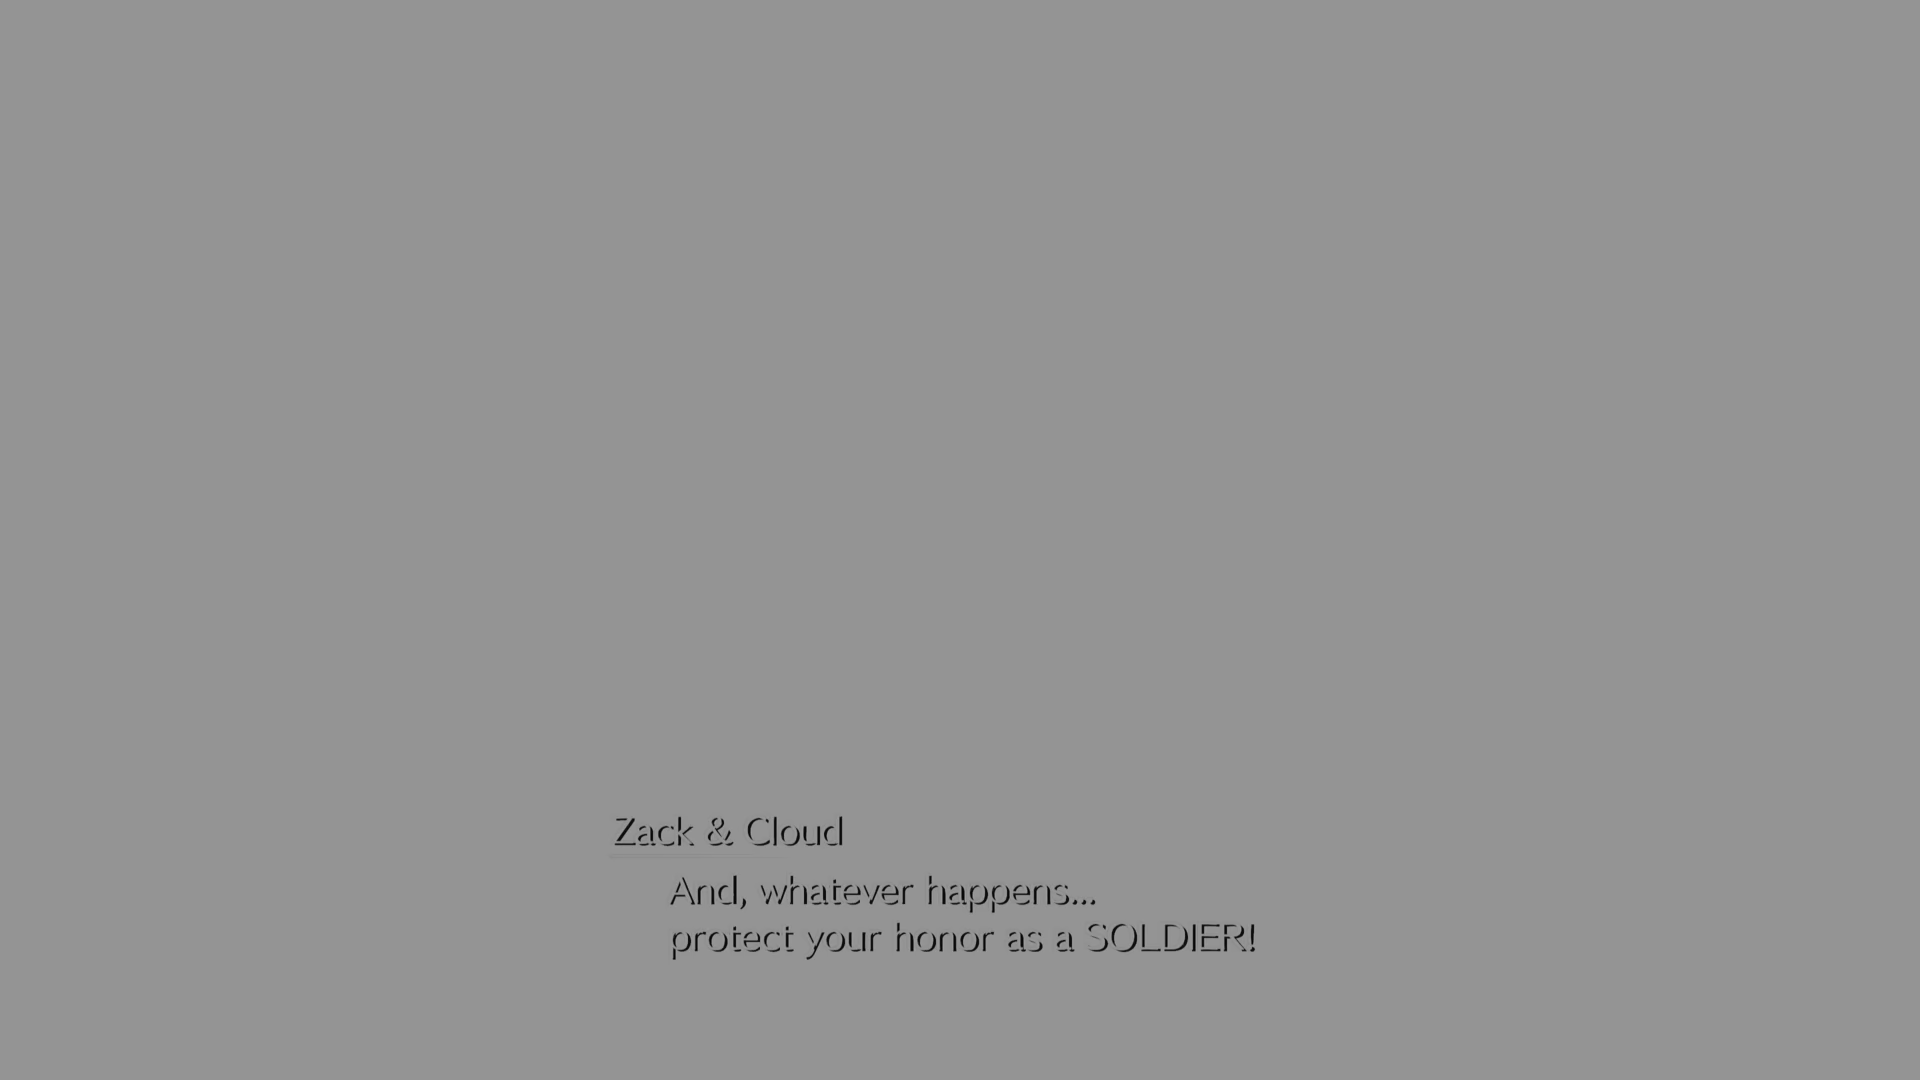 Zack & Cloud
And, whatever happens...
protect your honor as a SOLDIER!